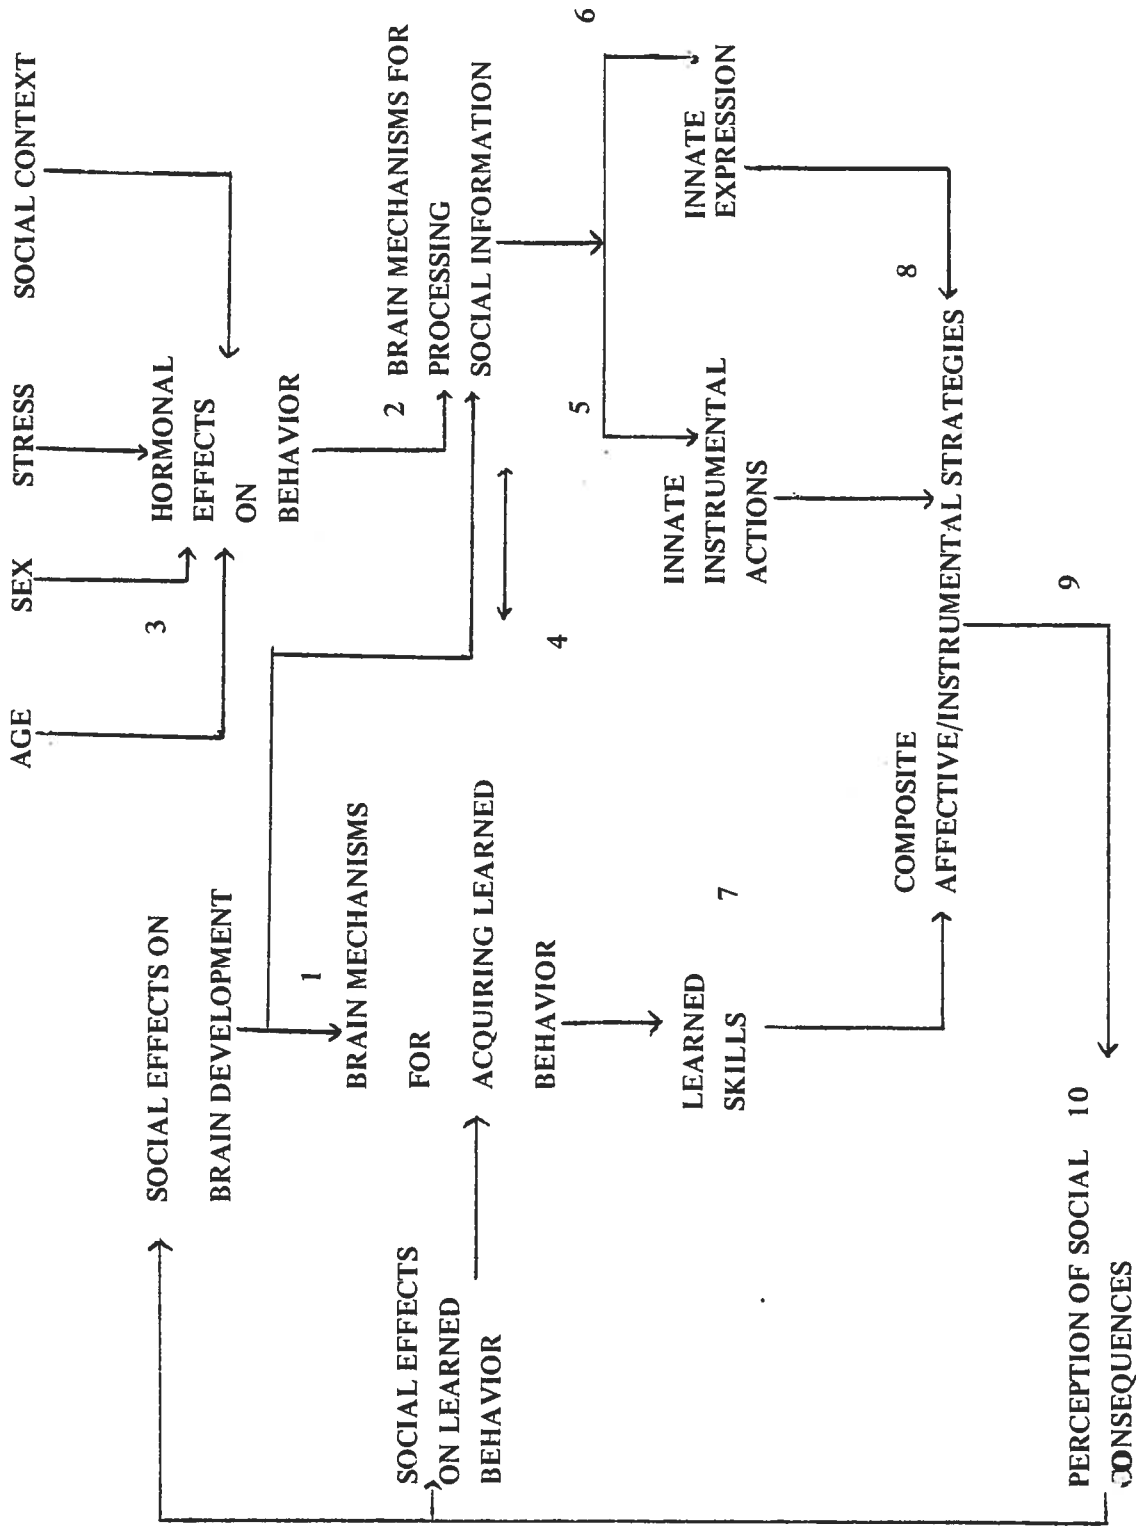 AGE
SEX
STRESS
SOCIAL CONTEXT
3
SOCIAL EFFECTS ON
BRAIN DEVELOPMENT
HORMONAL
EFFECTS
ON
BEHAVIOR
1
2
6
BRAIN MECHANISMS
FOR
ACQUIRING LEARNED
BEHAVIOR
BRAIN MECHANISMS FOR
PROCESSING
SOCIAL INFORMATION
SOCIAL EFFECTS
ON LEARNED
BEHAVIOR
4
5
LEARNED
SKILLS
7
INNATE
INSTRUMENTAL
ACTIONS
INNATE
EXPRESSION
8
COMPOSITE
AFFECTIVE/INSTRUMENTAL STRATEGIES
9
PERCEPTION OF SOCIAL 10
CONSEQUENCES